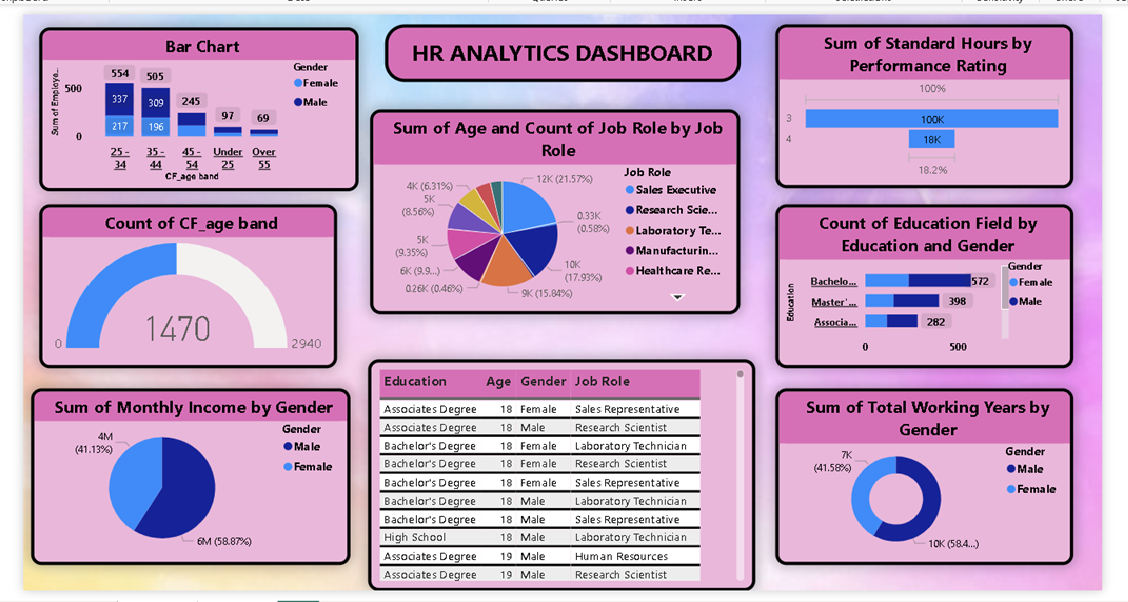 Bar Chart
Sum of Employe...
500
0
554
505
245
97
69
337
309
217
196
25 -
34
35 -
44
45 -
54
Under
25
Over
55
CF_age band
Gender
Female
Male
HR ANALYTICS DASHBOARD
Sum of Standard Hours by
Performance Rating
100%
3
100K
4
18K
18.2%
Sum of Age and Count of Job Role by Job
Role
12K (21.57%)
0.33K
(0.58%)
10K
(17.93%)
9K (15.84%)
0.26K (0.46%)
6K (9.9...)
5K
(9.35%)
5K
(8.56%)
4K (6.31%)
Job Role
Sales Executive
Research Scie...
Laboratory Te...
Manufacturin...
Healthcare Re...
Count of CF_age band
1470
0
2940
Count of Education Field by
Education and Gender
Education
Bachelo...
572
Master'...
398
Associa...
282
0
500
Gender
Female
Male
Sum of Monthly Income by Gender
4M
(41.13%)
6M (58.87%)
Gender
Male
Female
Education Age Gender Job Role
Associates Degree 18 Female Sales Representative
Associates Degree 18 Male Research Scientist
Bachelor's Degree 18 Female Laboratory Technician
Bachelor's Degree 18 Female Research Scientist
Bachelor's Degree 18 Female Sales Representative
Bachelor's Degree 18 Male Laboratory Technician
Bachelor's Degree 18 Male Sales Representative
High School 18 Male Laboratory Technician
Associates Degree 19 Male Human Resources
Associates Degree 19 Male Research Scientist
Sum of Total Working Years by
Gender
7K
(41.58%)
10K (58.4...)
Gender
Male
Female